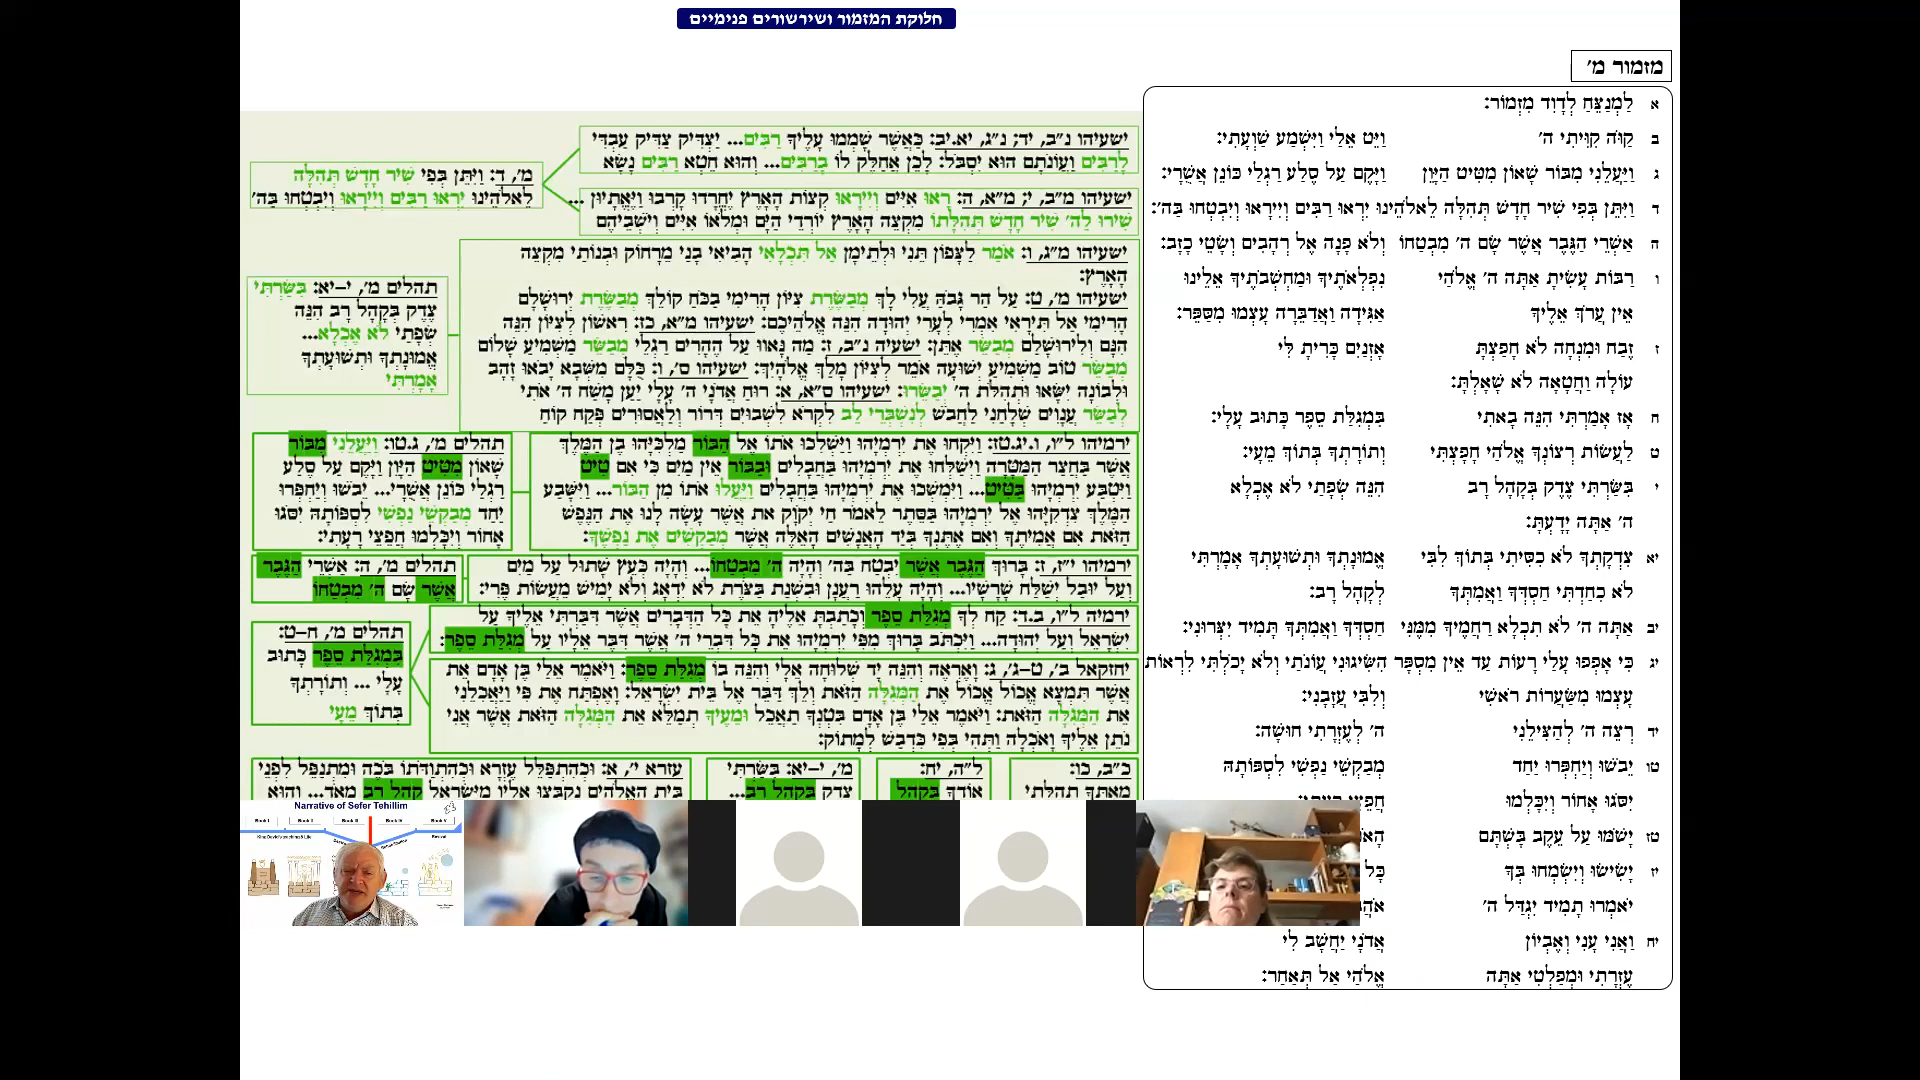 חלוקת המזמור ושירשורים פנימיים
מזמור מ׳
א לַמְנַצֵּחַ לְדָוִד מִזְמוֹר:
ב קַוֹּה קִוִּיתִי ה׳ וַיֵּט אֵלַי וַיִּשְׁמַע שַׁוְעָתִי:
ג וַיַּעֲלֵנִי מִבּוֹר שָׁאוֹן מִטִּיט הַיָּוֵן וַיָּקֶם עַל סֶלַע רַגְלַי כּוֹנֵן אֲשֻׁרָי:
ד וַיִּתֵּן בְּפִי שִׁיר חָדָשׁ תְּהִלָּה לֵאלֹהֵינוּ יִרְאוּ רַבִּים וְיִירָאוּ וְיִבְטְחוּ בַּה׳:
ה אַשְׁרֵי הַגֶּבֶר אֲשֶׁר שָׂם ה׳ מִבְטַחוֹ וְלֹא פָנָה אֶל רְהָבִים וְשָׂטֵי כָזָב:
ו רַבּוֹת עָשִׂיתָ אַתָּה ה׳ אֱלֹהַי נִפְלְאֹתֶיךָ וּמַחְשְׁבֹתֶיךָ אֵלֵינוּ
אֵין עֲרֹךְ אֵלֶיךָ אַגִּידָה וַאֲדַבֵּרָה עָצְמוּ מִסַּפֵּר:
ז זֶבַח וּמִנְחָה לֹא חָפַצְתָּ אָזְנַיִם כָּרִיתָ לִּי
עוֹלָה וַחֲטָאָה לֹא שָׁאָלְתָּ:
ח אָז אָמַרְתִּי הִנֵּה בָאתִי בִּמְגִלַּת סֵפֶר כָּתוּב עָלָי:
ט לַעֲשׂוֹת רְצוֹנְךָ אֱלֹהַי חָפָצְתִּי וְתוֹרָתְךָ בְּתוֹךְ מֵעָי:
י בִּשַּׂרְתִּי צֶדֶק בְּקָהָל רָב הִנֵּה שְׂפָתַי לֹא אֶכְלָא
ה׳ אַתָּה יָדָעְתָּ:
יא צִדְקָתְךָ לֹא כִסִּיתִי בְּתוֹךְ לִבִּי אֱמוּנָתְךָ וּתְשׁוּעָתְךָ אָמָרְתִּי
לֹא כִחַדְתִּי חַסְדְּךָ וַאֲמִתְּךָ לְקָהָל רָב:
יב אַתָּה ה׳ לֹא תִכְלָא רַחֲמֶיךָ מִמֶּנִּי חַסְדְּךָ וַאֲמִתְּךָ תָּמִיד יִצְּרוּנִי:
יג כִּי אָפְפוּ עָלַי רָעוֹת עַד אֵין מִסְפָּר הִשִּׂיגוּנִי עֲוֺנֹתַי וְלֹא יָכֹלְתִּי לִרְאוֹת
עָצְמוּ מִשַּׂעֲרוֹת רֹאשִׁי וְלִבִּי עֲזָבָנִי:
יד רְצֵה ה׳ לְהַצִּילֵנִי ה׳ לְעֶזְרָתִי חוּשָׁה:
טו יֵבֹשׁוּ וְיַחְפְּרוּ יַחַד מְבַקְשֵׁי נַפְשִׁי לִסְפּוֹתָהּ
יִסֹּגוּ אָחוֹר וְיִכָּלְמוּ
טז יָשֹׁמּוּ עַל עֵקֶב בָּשְׁתָּם
יז יָשִׂישׂוּ וְיִשְׂמְחוּ בְּךָ כָּל
יֹאמְרוּ תָמִיד יִגְדַּל ה׳
יח וַאֲנִי עָנִי וְאֶבְיוֹן אֲדֹנָי יַחֲשָׁב לִי
עֶזְרָתִי וּמְפַלְטִי אַתָּה אֱלֹהַי אַל תְּאַחַר:
ישעיהו נ״ב, יד; נ״ג, יא.יב: כַּאֲשֶׁר שָׁמְמוּ עָלֶיךָ רַבִּים... יַצְדִּיק צַדִּיק עַבְדִּי
לָרַבִּים וַעֲוֺנֹתָם הוּא יִסְבֹּל: לָכֵן אֲחַלֶּק לוֹ בָרַבִּים... וְהוּא חֵטְא רַבִּים נָשָׂא
ישעיהו מ״ב, י; מ״א, ה: רָאוּ אִיִּים וְיִירָאוּ קְצוֹת הָאָרֶץ יֶחֱרָדוּ קָרְבוּ וַיֶּאֱתָיוּן ...
שִׁירוּ לַה׳ שִׁיר חָדָשׁ תְּהִלָּתוֹ מִקְצֵה הָאָרֶץ יוֹרְדֵי הַיָּם וּמְלֹאוֹ אִיִּים וְיֹשְׁבֵיהֶם
מ׳, ד: וַיִּתֵּן בְּפִי שִׁיר חָדָשׁ תְּהִלָּה
לֵאלֹהֵינוּ יִרְאוּ רַבִּים וְיִירָאוּ וְיִבְטְחוּ בַּה׳
ישעיהו מ״ג, ו: אֹמַר לַצָּפוֹן תֵּנִי וּלְתֵימָן אַל תִּכְלָאִי הָבִיאִי בָנַי מֵרָחוֹק וּבְנוֹתַי מִקְצֵה
הָאָרֶץ:
ישעיהו מ׳, ט: עַל הַר גָּבֹהַּ עֲלִי לָךְ מְבַשֶּׂרֶת צִיּוֹן הָרִימִי בַכֹּחַ קוֹלֵךְ מְבַשֶּׂרֶת יְרוּשָׁלָ‍ִם
הָרִימִי אַל תִּירָאִי אִמְרִי לְעָרֵי יְהוּדָה הִנֵּה אֱלֹהֵיכֶם: ישעיהו מ״א, כז: רִאשׁוֹן לְצִיּוֹן הִנֵּה
הִנָּם וְלִירוּשָׁלַ‍ִם מְבַשֵּׂר אֶתֵּן: ישעיה נ״ב, ז: מַה נָּאווּ עַל הֶהָרִים רַגְלֵי מְבַשֵּׂר מַשְׁמִיעַ שָׁלוֹם
מְבַשֵּׂר טוֹב מַשְׁמִיעַ יְשׁוּעָה אֹמֵר לְצִיּוֹן מָלַךְ אֱלֹהָיִךְ: ישעיהו ס׳, ו: כֻּלָּם מִשְּׁבָא יָבֹאוּ זָהָב
וּלְבוֹנָה יִשָּׂאוּ וּתְהִלֹּת ה׳ יְבַשֵּׂרוּ: ישעיהו ס״א, א: רוּחַ אֲדֹנָי ה׳ עָלָי יַעַן מָשַׁח ה׳ אֹתִי
לְבַשֵּׂר עֲנָוִים שְׁלָחַנִי לַחֲבֹשׁ לְנִשְׁבְּרֵי לֵב לִקְרֹא לִשְׁבוּיִם דְּרוֹר וְלַאֲסוּרִים פְּקַח קוֹחַ
תהלים מ׳, י–יא: בִּשַּׂרְתִּי
צֶדֶק בְּקָהָל רָב הִנֵּה
שְׂפָתַי לֹא אֶכְלָא...
אֱמוּנָתְךָ וּתְשׁוּעָתְךָ
אָמָרְתִּי
ירמיהו ל״ו, ו.יג.טז: וַיִּקְחוּ אֶת יִרְמְיָהוּ וַיַּשְׁלִכוּ אֹתוֹ אֶל הַבּוֹר מַלְכִּיָּהוּ בֶן הַמֶּלֶךְ
אֲשֶׁר בַּחֲצַר הַמַּטָּרָה וַיְשַׁלְּחוּ אֶת יִרְמְיָהוּ בַּחֲבָלִים וּבַבּוֹר אֵין מַיִם כִּי אִם טִיט
וַיִּטְבַּע יִרְמְיָהוּ בַּטִּיט... וַיִּמְשְׁכוּ אֶת יִרְמְיָהוּ בַּחֲבָלִים וַיַּעֲלוּ אֹתוֹ מִן הַבּוֹר... וַיִּשָּׁבַע
הַמֶּלֶךְ צִדְקִיָּהוּ אֶל יִרְמְיָהוּ בַּסֵּתֶר לֵאמֹר חַי יְקֹוָק אֲשֶׁר עָשָׂה לָנוּ אֶת הַנֶּפֶשׁ
הַזֹּאת אִם אֲמִיתֶךָ וְאִם אֶתֶּנְךָ בְּיַד הָאֲנָשִׁים הָאֵלֶּה אֲשֶׁר מְבַקְשִׁים אֶת נַפְשֶׁךָ:
תהלים מ׳, ג.טו: וַיַּעֲלֵנִי מִבּוֹר
שָׁאוֹן מִטִּיט הַיָּוֵן וַיָּקֶם עַל סֶלַע
רַגְלַי כּוֹנֵן אֲשֻׁרָי... יֵבֹשׁוּ וְיַחְפְּרוּ
יַחַד מְבַקְשֵׁי נַפְשִׁי לִסְפּוֹתָהּ יִסֹּגוּ
אָחוֹר וְיִכָּלְמוּ חֲפֵצֵי רָעָתִי:
ירמיהו י״ז, ז: בָּרוּךְ הַגֶּבֶר אֲשֶׁר יִבְטַח בַּה׳ וְהָיָה ה׳ מִבְטַחוֹ... וְהָיָה כְּעֵץ שָׁתוּל עַל מַיִם
וְעַל יוּבַל יְשַׁלַּח שָׁרָשָׁיו... וְהָיָה עָלֵהוּ רַעֲנָן וּבִשְׁנַת בַּצֹּרֶת לֹא יִדְאָג וְלֹא יָמִישׁ מֵעֲשׂוֹת פֶּרִי:
תהלים מ׳, ה: אַשְׁרֵי הַגֶּבֶר
אֲשֶׁר שָׂם ה׳ מִבְטַחוֹ
ירמיה ל״ו, ב.ד: קַח לְךָ מְגִלַּת סֵפֶר וְכָתַבְתָּ אֵלֶיהָ אֵת כָּל הַדְּבָרִים אֲשֶׁר דִּבַּרְתִּי אֵלֶיךָ עַל
יִשְׂרָאֵל וְעַל יְהוּדָה... וַיִּכְתֹּב בָּרוּךְ מִפִּי יִרְמְיָהוּ אֵת כָּל דִּבְרֵי ה׳ אֲשֶׁר דִּבֶּר אֵלָיו עַל מְגִלַּת סֵפֶר:
יחזקאל ב׳, ט–ג׳, ג: וָאֶרְאֶה וְהִנֵּה יָד שְׁלוּחָה אֵלָי וְהִנֵּה בוֹ מְגִלַּת סֵפֶר: וַיֹּאמֶר אֵלַי בֶּן אָדָם אֵת
אֲשֶׁר תִּמְצָא אֱכוֹל אֱכוֹל אֶת הַמְּגִלָּה הַזֹּאת וְלֵךְ דַּבֵּר אֶל בֵּית יִשְׂרָאֵל: וָאֶפְתַּח אֶת פִּי וַיַּאֲכִלֵנִי
אֵת הַמְּגִלָּה הַזֹּאת: וַיֹּאמֶר אֵלַי בֶּן אָדָם בִּטְנְךָ תַאֲכֵל וּמֵעֶיךָ תְמַלֵּא אֵת הַמְּגִלָּה הַזֹּאת אֲשֶׁר אֲנִי
נֹתֵן אֵלֶיךָ וָאֹכְלָה וַתְּהִי בְּפִי כִּדְבַשׁ לְמָתוֹק:
תהלים מ׳, ח–ט:
בִּמְגִלַּת סֵפֶר כָּתוּב
עָלָי ... וְתוֹרָתְךָ
בְּתוֹךְ מֵעָי
כ״ב, כו:
מֵאִתְּךָ תְּהִלָּתִי
ל״ה, יח:
אוֹדְךָ בְּקָהָל
מ׳, י–יא: בִּשַּׂרְתִּי
צֶדֶק בְּקָהָל רָב...
עזרא י׳, א: וּכְהִתְפַּלֵּל עֶזְרָא וּכְהִתְוַדֹּתוֹ בֹּכֶה וּמִתְנַפֵּל לִפְנֵי
בֵּית הָאֱלֹהִים נִקְבְּצוּ אֵלָיו מִיִּשְׂרָאֵל קָהָל רַב מְאֹד... וְהוּא
Narrative of Sefer Tehillim
Book I Book II Book III Book IV Book V